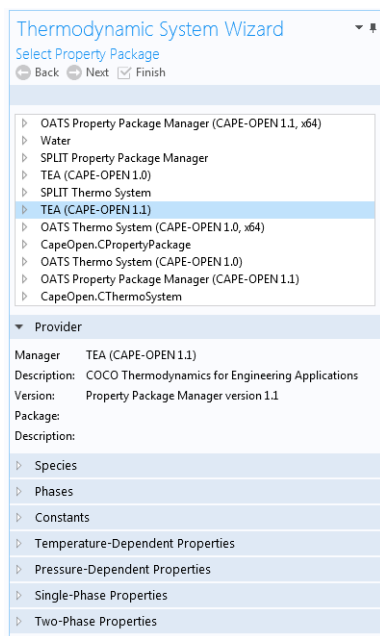 Thermodynamic System Wizard
Select Property Package
Back Next Finish
OATS Property Package Manager (CAPE-OPEN 1.1, x64)
Water
SPLIT Property Package Manager
TEA (CAPE-OPEN 1.0)
SPLIT Thermo System
TEA (CAPE-OPEN 1.1)
OATS Thermo System (CAPE-OPEN 1.0, x64)
CapeOpen.CPropertyPackage
OATS Thermo System (CAPE-OPEN 1.0)
OATS Property Package Manager (CAPE-OPEN 1.1)
CapeOpen.CThermoSystem
Provider
Manager TEA (CAPE-OPEN 1.1)
Description: COCO Thermodynamics for Engineering Applications
Version: Property Package Manager version 1.1
Package:
Description:
Species
Phases
Constants
Temperature-Dependent Properties
Pressure-Dependent Properties
Single-Phase Properties
Two-Phase Properties